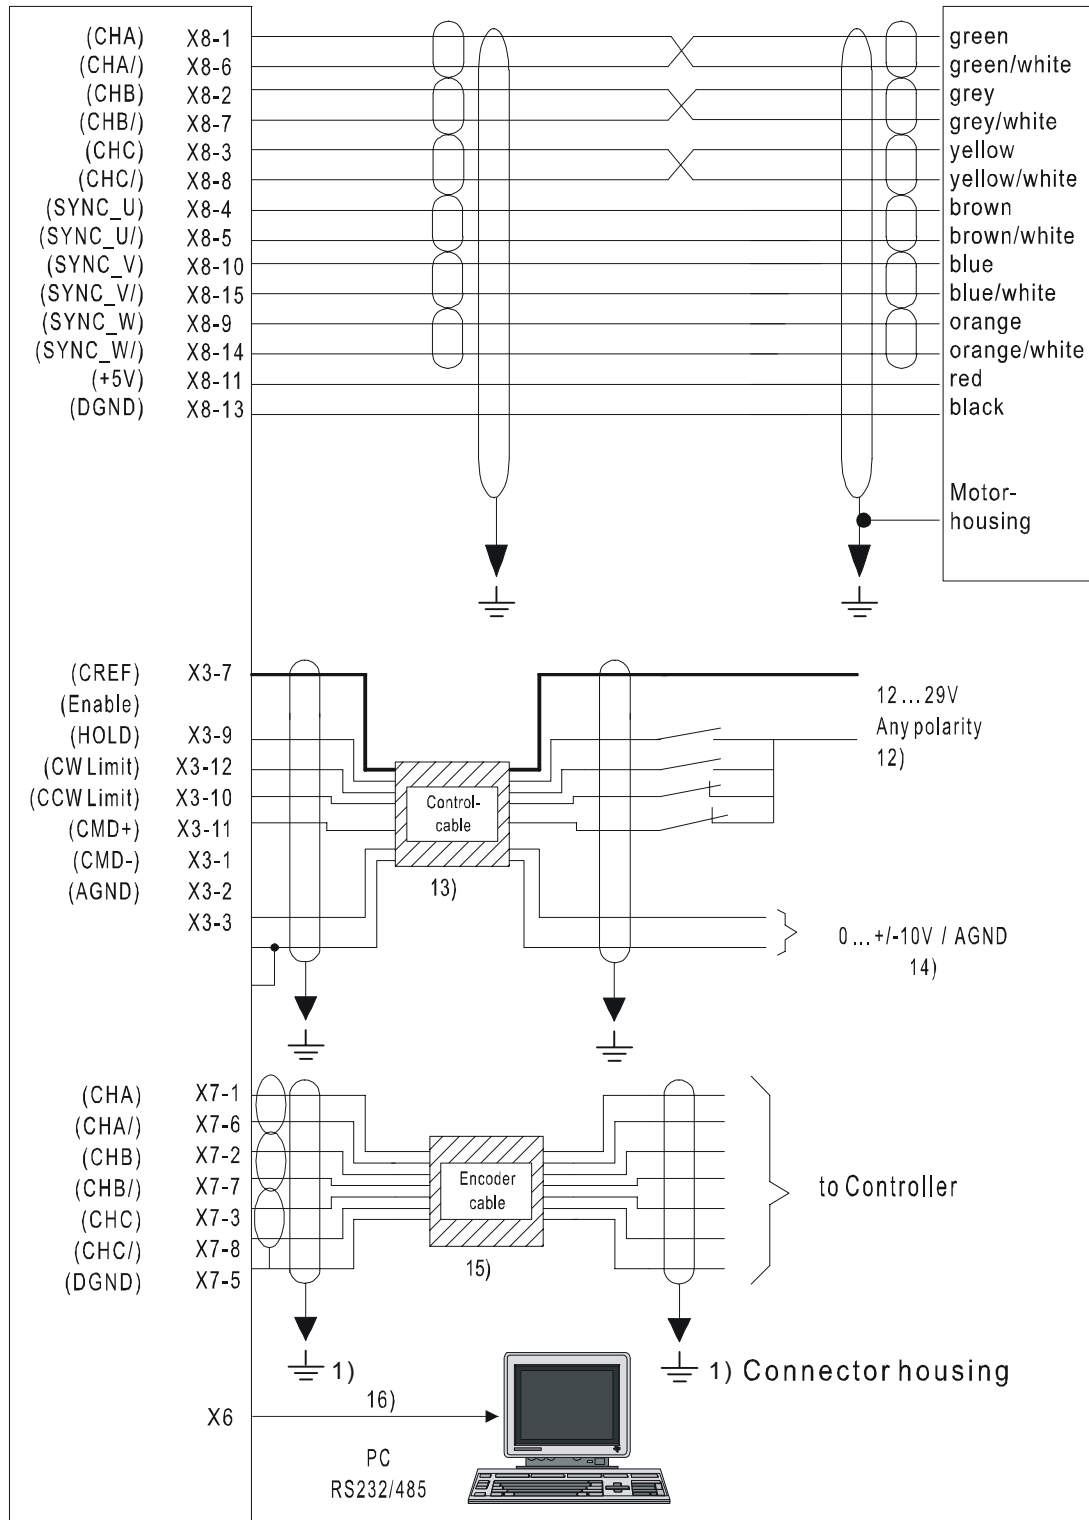 (CHA) X8-1 green
(CHA/) X8-6 green/white
(CHB) X8-2 grey
(CHB/) X8-7 grey/white
(CHC) X8-3 yellow
(CHC/) X8-8 yellow/white
(SYNC_U) X8-4 brown
(SYNC_U/) X8-5 brown/white
(SYNC_V) X8-10 blue
(SYNC_V/) X8-15 blue/white
(SYNC_W) X8-9 orange
(SYNC_W/) X8-14 orange/white
(+5V) X8-11 red
(DGND) X8-13 black
Motor-
housing
(CREF) X3-7
(Enable)
(HOLD) X3-9
(CW Limit) X3-12
(CCW Limit) X3-10
(CMD+) X3-11
(CMD-) X3-1
(AGND) X3-2
X3-3
Control-
cable
13)
12...29V
Any polarity
12)
0...+/-10V / AGND
14)
(CHA) X7-1
(CHA/) X7-6
(CHB) X7-2
(CHB/) X7-7
(CHC) X7-3
(CHC/) X7-8
(DGND) X7-5
Encoder
cable
15)
to Controller
1)
1) Connector housing
X6
16)
PC
RS232/485